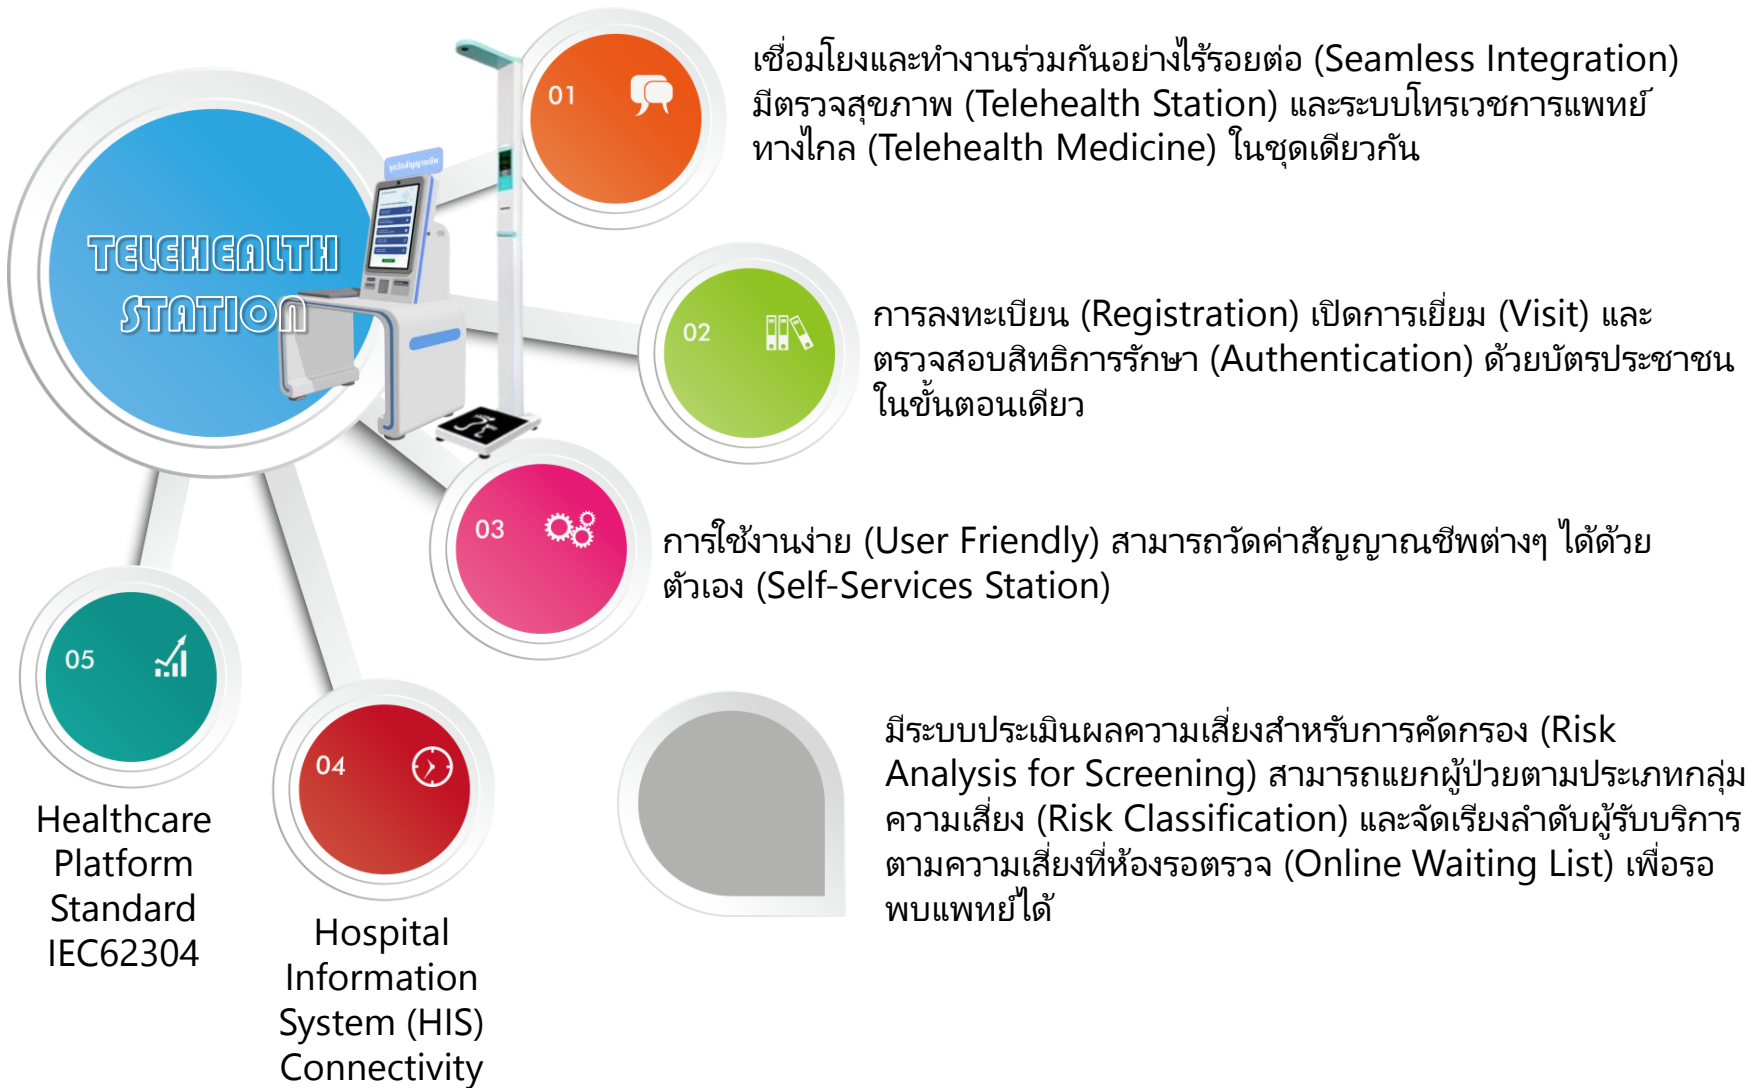 TELEHEALTH
STATION
จุดวัดสัญญาณชีพ
01
เชื่อมโยงและทำงานร่วมกันอย่างไร้รอยต่อ (Seamless Integration)
มีตรวจสุขภาพ (Telehealth Station) และระบบโทรเวชการแพทย์
ทางไกล (Telehealth Medicine) ในชุดเดียวกัน
02
การลงทะเบียน (Registration) เปิดการเยี่ยม (Visit) และ
ตรวจสอบสิทธิการรักษา (Authentication) ด้วยบัตรประชาชน
ในขั้นตอนเดียว
03
การใช้งานง่าย (User Friendly) สามารถวัดค่าสัญญาณชีพต่างๆ ได้ด้วย
ตัวเอง (Self-Services Station)
04
Hospital
Information
System (HIS)
Connectivity
05
Healthcare
Platform
Standard
IEC62304
มีระบบประเมินผลความเสี่ยงสำหรับการคัดกรอง (Risk
Analysis for Screening) สามารถแยกผู้ป่วยตามประเภทกลุ่ม
ความเสี่ยง (Risk Classification) และจัดเรียงลำดับผู้รับบริการ
ตามความเสี่ยงที่ห้องรอตรวจ (Online Waiting List) เพื่อรอ
พบแพทย์ได้